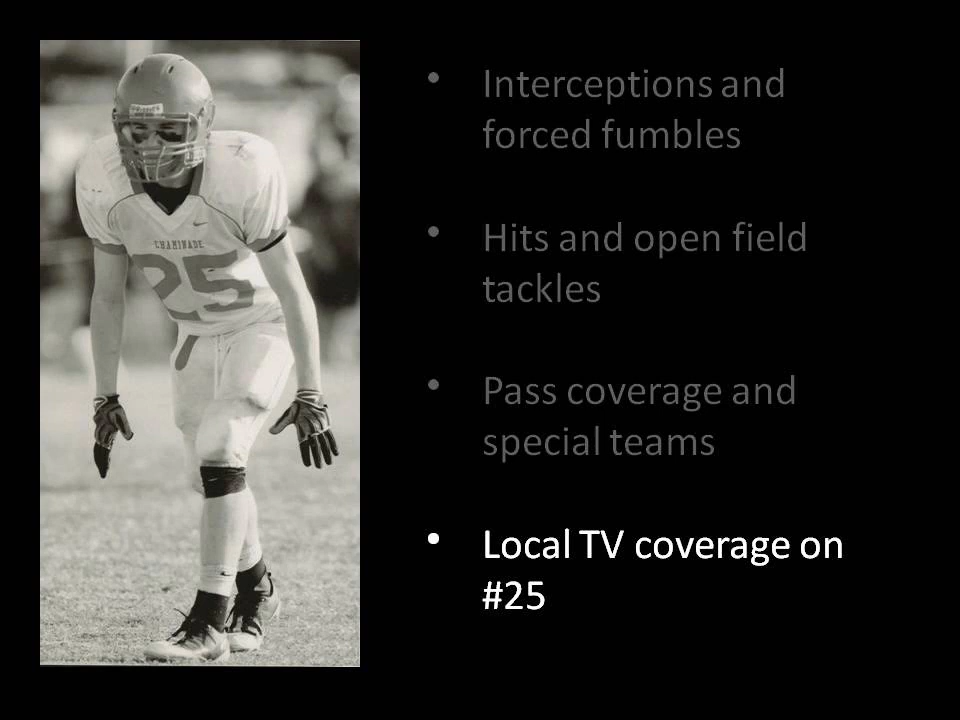 CHAMINADE
25
• Interceptions and
forced fumbles
• Hits and open field
tackles
• Pass coverage and
special teams
• Local TV coverage on
#25